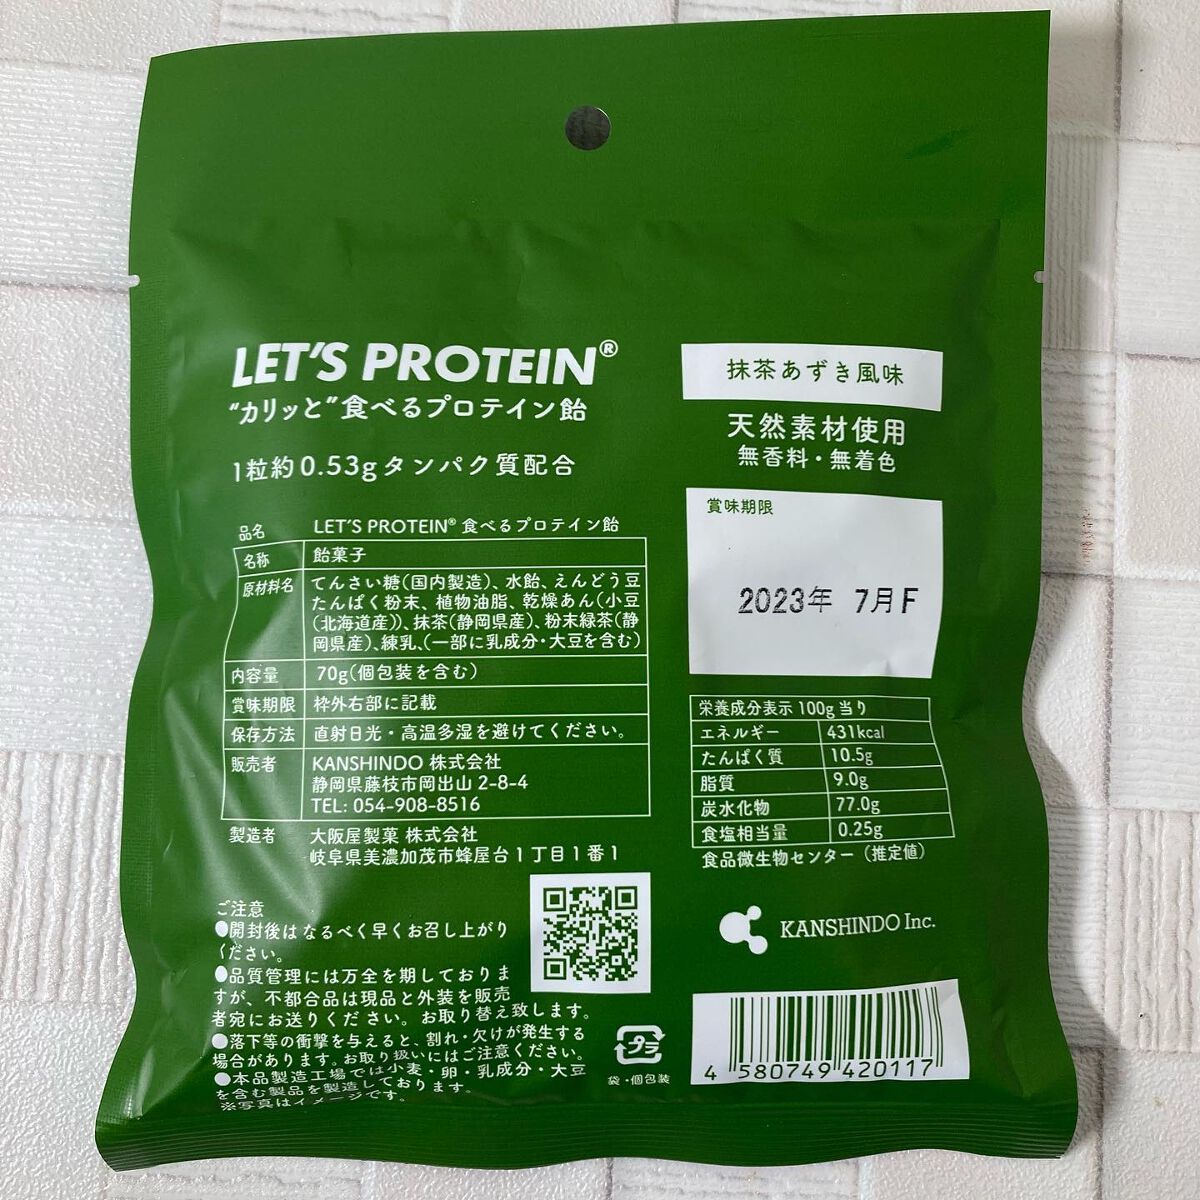 LET'S PROTEIN®
“カリッと”食べるプロテイン飴
1粒約0.53gタンパク質配合
抹茶あずき風味
天然素材使用
無香料・無着色
賞味期限
2023年 7月F
品名 LET'S PROTEIN® 食べるプロテイン飴
名称 飴菓子
原材料名 てんさい糖(国内製造)、水飴、えんどう豆
たんぱく粉末、植物油脂、乾燥あん(小豆
(北海道産))、抹茶(静岡県産)、粉末緑茶(静
岡県産)、練乳、(一部に乳成分・大豆を含む)
内容量 70g(個包装を含む)
賞味期限 枠外右部に記載
保存方法 直射日光・高温多湿を避けてください。
販売者 KANSHINDO 株式会社
静岡県藤枝市岡出山 2-8-4
TEL: 054-908-8516
製造者 大阪屋製菓 株式会社
岐阜県美濃加茂市蜂屋台1丁目1番1
栄養成分表示 100g当り
エネルギー 431kcal
たんぱく質 10.5g
脂質 9.0g
炭水化物 77.0g
食塩相当量 0.25g
食品微生物センター (推定値)
ご注意
●開封後はなるべく早くお召し上がり
ください。
●品質管理には万全を期しておりま
すが、不都合品は現品と外装を販売
者宛にお送りください。お取り替え致します。
●落下等の衝撃を与えると、割れ・欠けが発生する
場合があります。お取り扱いにはご注意ください。
●本品製造工場では小麦・卵・乳成分・大豆
を含む製品を製造しております。
※写真はイメージです。
プラ
袋・個包装
KANSHINDO Inc.
4 580749 420117